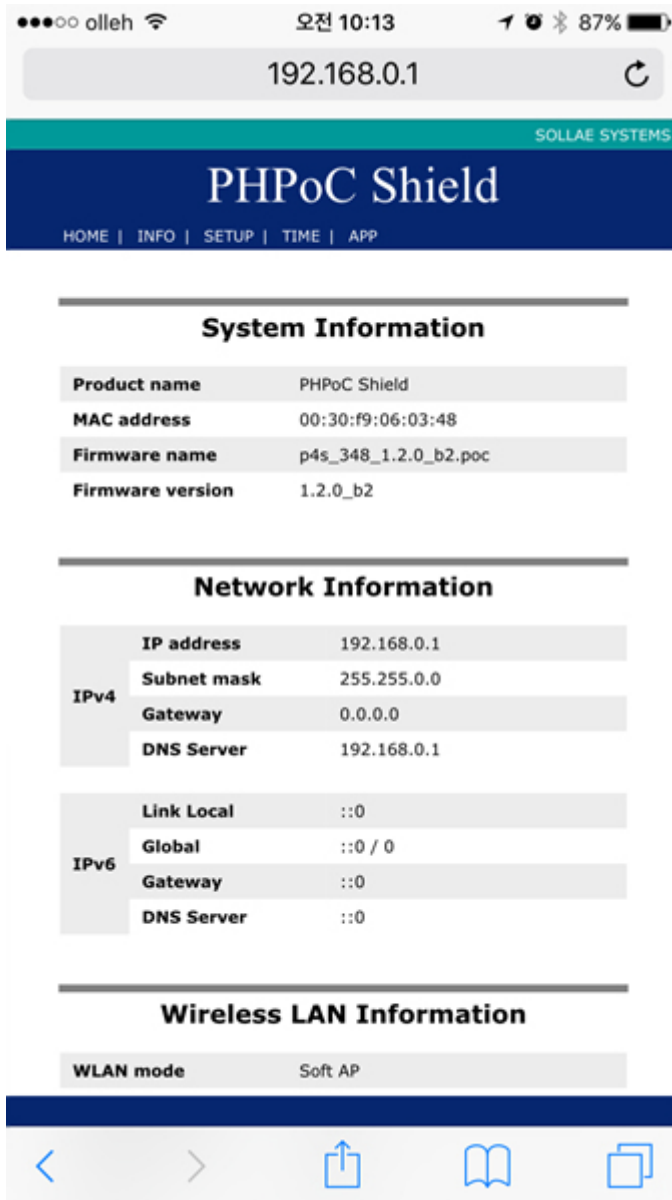 olleh 오전 10:13 87%
192.168.0.1
SOLLAE SYSTEMS
PHPoC Shield
HOME | INFO | SETUP | TIME | APP
System Information
Product name PHPoC Shield
MAC address 00:30:f9:06:03:48
Firmware name p4s_348_1.2.0_b2.poc
Firmware version 1.2.0_b2
Network Information
IPv4
IP address 192.168.0.1
Subnet mask 255.255.0.0
Gateway 0.0.0.0
DNS Server 192.168.0.1
IPv6
Link Local ::0
Global ::0 / 0
Gateway ::0
DNS Server ::0
Wireless LAN Information
WLAN mode Soft AP